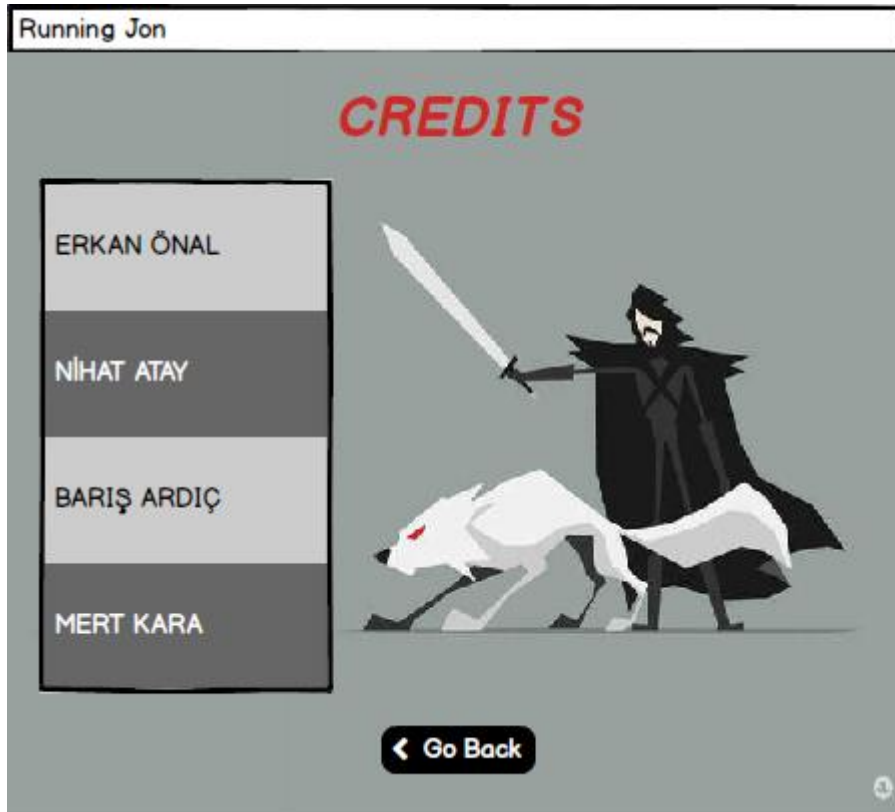 Running Jon
CREDITS
ERKAN ÖNAL
NİHAT ATAY
BARIŞ ARDIÇ
MERT KARA
Go Back